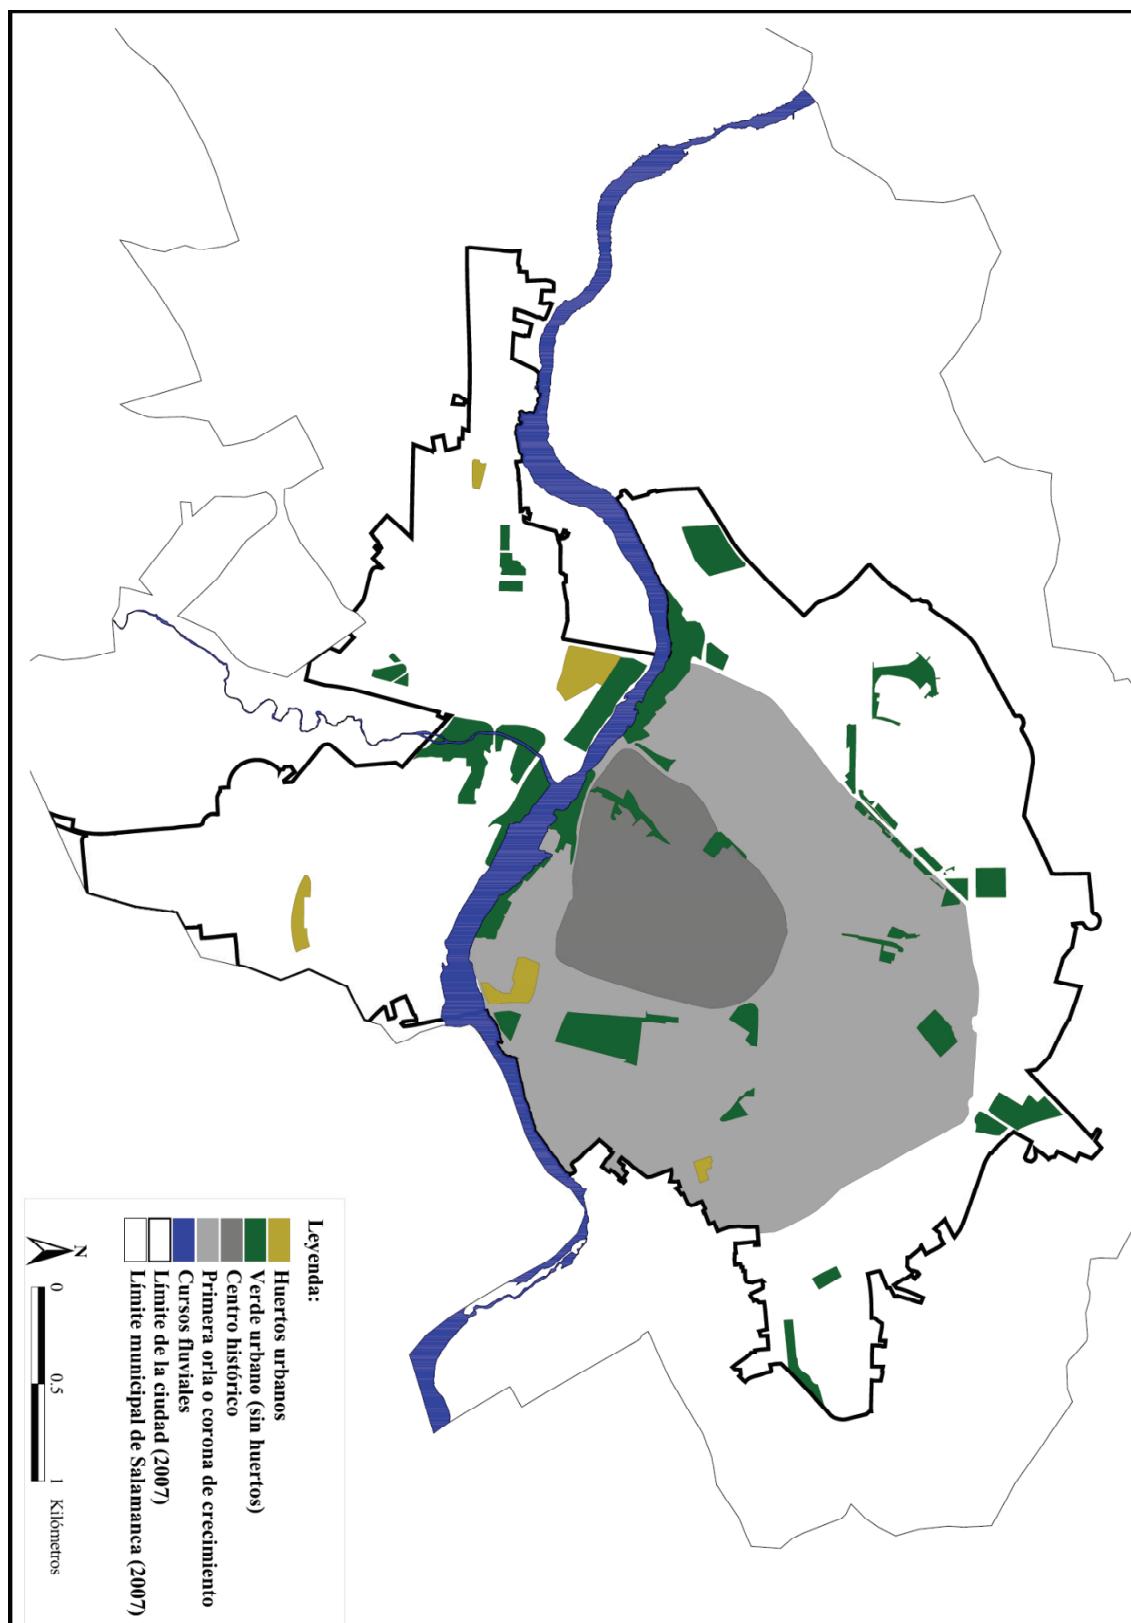 Leyenda:
Huertos urbanos
Verde urbano (sin huertos)
Centro histórico
Primera orla o corona de crecimiento
Cursos fluviales
Límite de la ciudad (2007)
Límite municipal de Salamanca (2007)
N
0 0.5 1 Kilómetros